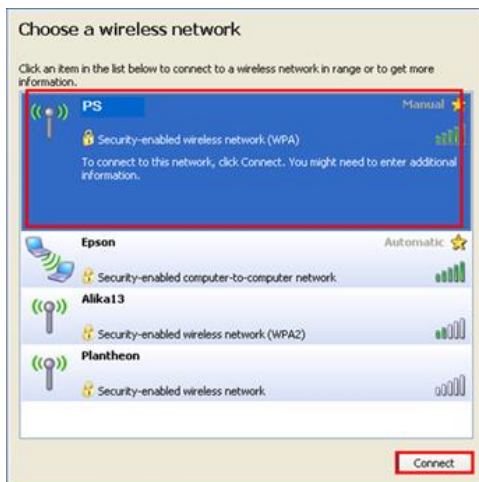 Choose a wireless network
Click an item in the list below to connect to a wireless network in range or to get more
information.
PS
Manual
Security-enabled wireless network (WPA)
To connect to this network, click Connect. You might need to enter additional
information.
Epson
Automatic
Security-enabled computer-to-computer network
Alika13
Security-enabled wireless network (WPA2)
Plantheon
Security-enabled wireless network
Connect